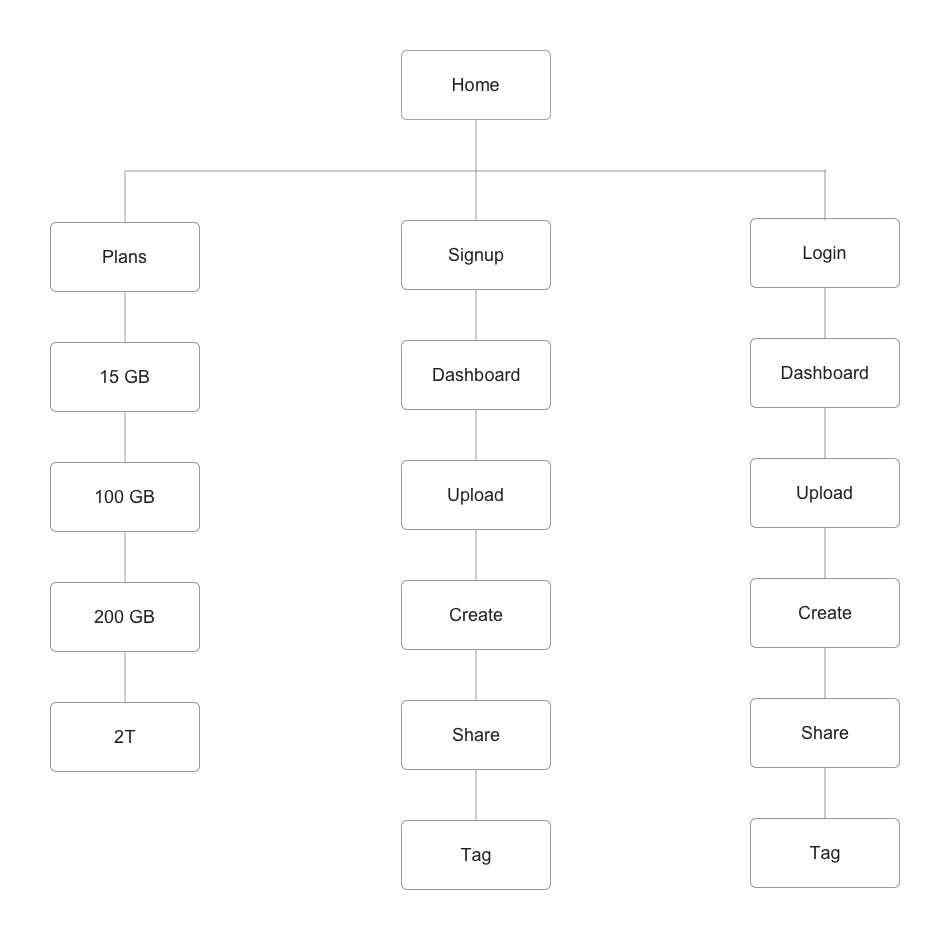 Home
Plans
Signup
Login
15 GB
Dashboard
Dashboard
100 GB
Upload
Upload
200 GB
Create
Create
2T
Share
Share
Tag
Tag